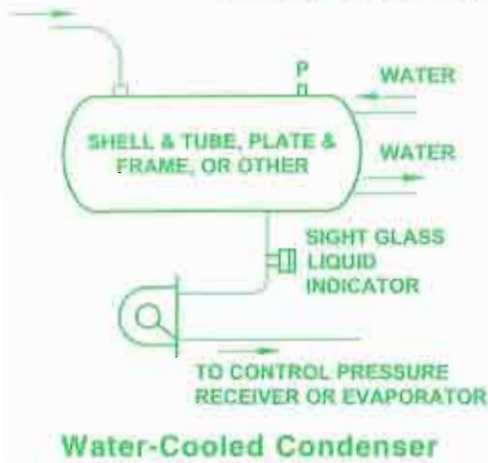 P
WATER
SHELL & TUBE, PLATE &
FRAME, OR OTHER
WATER
SIGHT GLASS
LIQUID
INDICATOR
TO CONTROL PRESSURE
RECEIVER OR EVAPORATOR
Water-Cooled Condenser